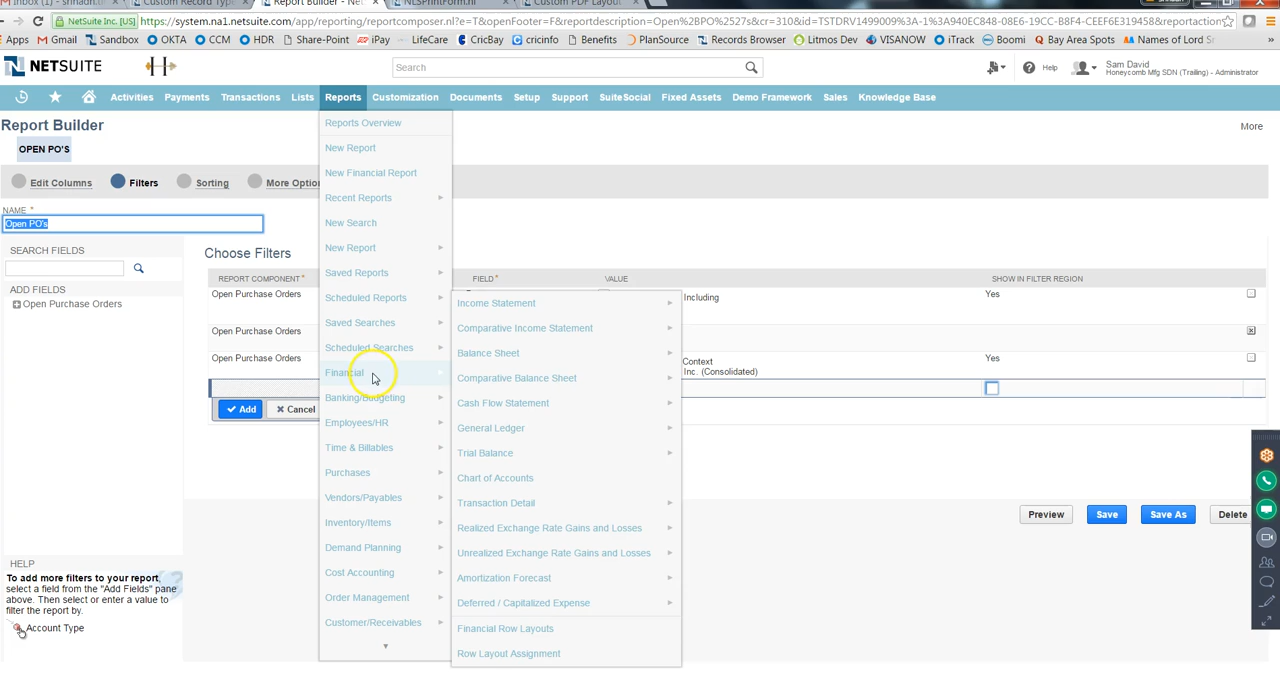 Inbox (1) - shhadh.th
Custom Record Type
Report Builder - Net
NLSPrintForm.nl
Custom PDF Layout
NetSuite Inc. [US]
https://system.na1.netsuite.com/app/reporting/reportcomposer.nl?e=T&openFooter=F&reportdescription=Open%2BPO%2527s&cr=310&id=TSTDRV1499009%3A-1%3A940EC848-08E6-19CC-B8F4-CEEF6E319458&reportaction
Apps Gmail Sandbox OKTA CCM HDR Share-Point iPay LifeCare CricBay cricinfo Benefits PlanSource Records Browser Litmos Dev VISANOW iTrack Boomi Bay Area Spots Names of Lord Sr »
NETSUITE
Search
Help
Sam David
Honeycomb Mfg SDN (Trailing) - Administrator
Activities Payments Transactions Lists Reports Customization Documents Setup Support SuiteSocial Fixed Assets Demo Framework Sales Knowledge Base
Report Builder
More
OPEN PO'S
Edit Columns Filters Sorting More Option
NAME *
Open PO's
SEARCH FIELDS
ADD FIELDS
Open Purchase Orders
HELP
To add more filters to your report,
select a field from the "Add Fields" pane
above. Then select or enter a value to
filter the report by.
Account Type
Choose Filters
REPORT COMPONENT * FIELD * VALUE SHOW IN FILTER REGION
Open Purchase Orders Including Yes
Open Purchase Orders
Open Purchase Orders Context Yes
Inc. (Consolidated)
Add Cancel
Preview Save Save As Delete
Reports Overview
New Report
New Financial Report
Recent Reports
New Search
New Report
Saved Reports
Scheduled Reports
Saved Searches
Scheduled Searches
Financial
Banking/Budgeting
Employees/HR
Time & Billables
Purchases
Vendors/Payables
Inventory/Items
Demand Planning
Cost Accounting
Order Management
Customer/Receivables
Income Statement
Comparative Income Statement
Balance Sheet
Comparative Balance Sheet
Cash Flow Statement
General Ledger
Trial Balance
Chart of Accounts
Transaction Detail
Realized Exchange Rate Gains and Losses
Unrealized Exchange Rate Gains and Losses
Amortization Forecast
Deferred / Capitalized Expense
Financial Row Layouts
Row Layout Assignment